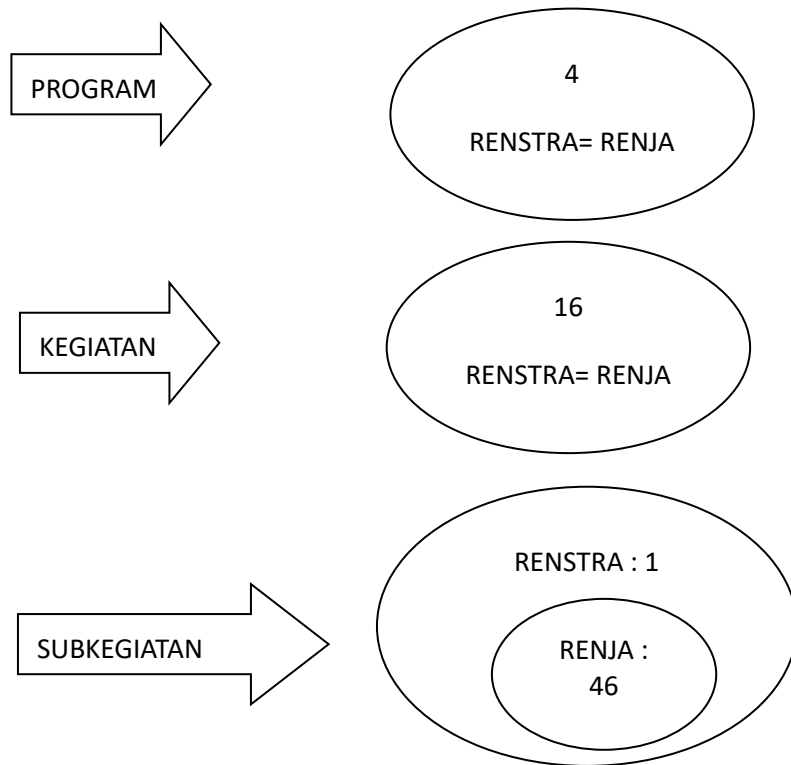 PROGRAM
4
RENSTRA= RENJA
KEGIATAN
16
RENSTRA= RENJA
SUBKEGIATAN
RENSTRA : 1
RENJA :
46